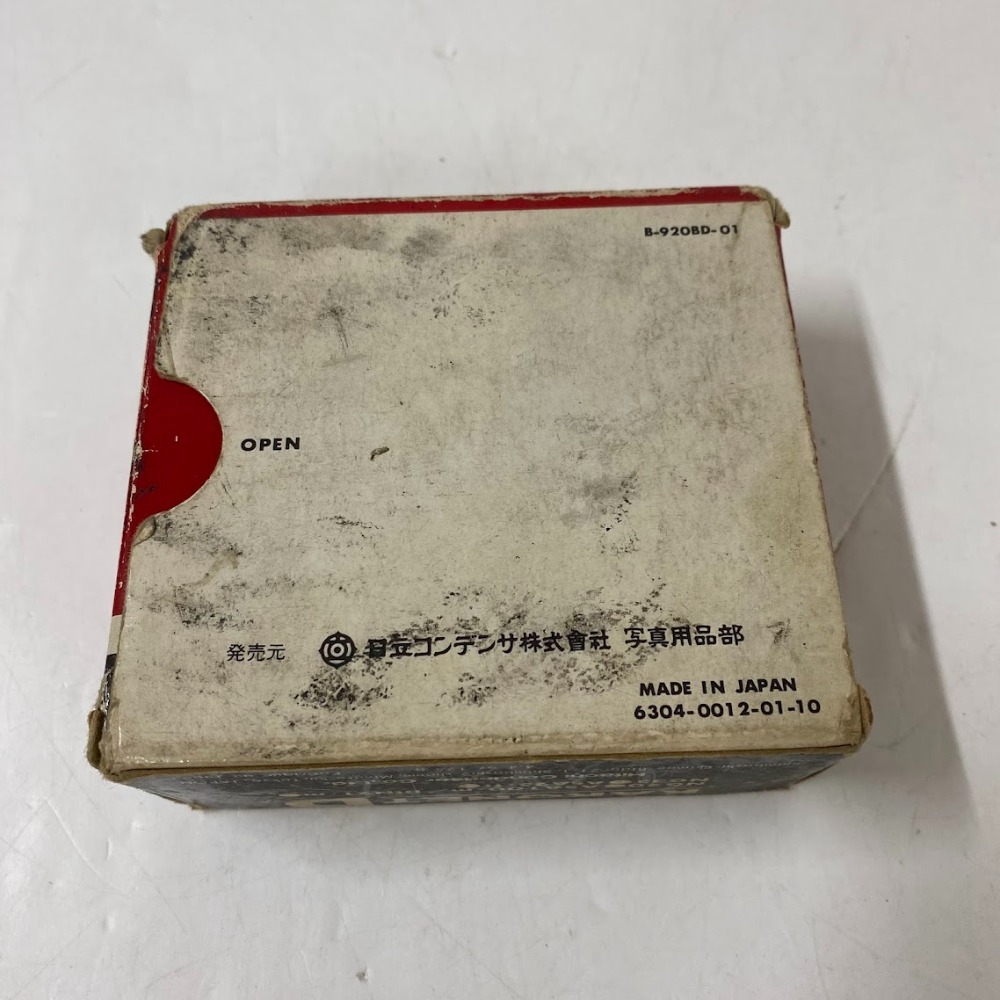 B-920BD-01
OPEN
発売元 日立コンデンサ株式會社 写真用品部
MADE IN JAPAN
6304-0012-01-10